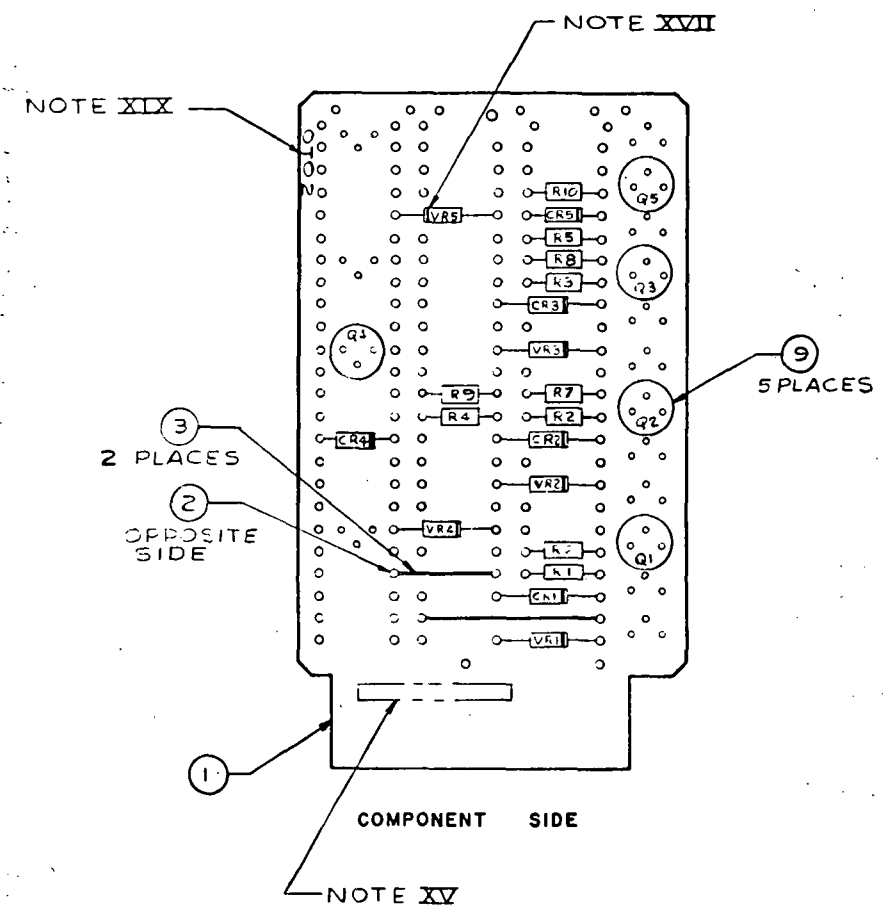 NOTE XVII
NOTE XIX
0102
R10
Q5
VR5
CR5
R5
R8
R3
Q3
CR3
VR3
9
5 PLACES
R9
R7
3
R4
R2
Q2
2 PLACES
CR4
CR2
VR2
2
OPPOSITE
SIDE
VR4
Q1
R1
CR1
VR1
1
COMPONENT SIDE
NOTE XV